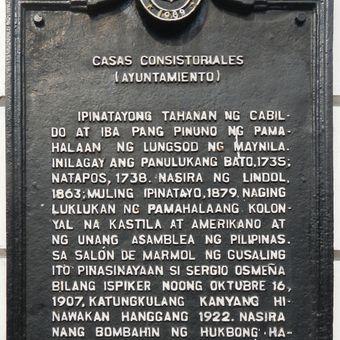 1969
CASAS CONSISTORIALES
(AYUNTAMIENTO)
IPINATAYONG TAHANAN NG CABIL-
DO AT IBA PANG PINUNO NG PAMA-
HALAAN NG LUNGSOD NG MAYNILA.
INILAGAY ANG PANULUKANG BATO,1735;
NATAPOS, 1738. NASIRA NG LINDOL,
1863; MULING IPINATAYO, 1879. NAGING
LUKLUKAN NG PAMAHALAANG KOLON-
YAL NA KASTILA AT AMERIKANO AT
NG UNANG ASAMBLEA NG PILIPINAS.
SA SALÓN DE MARMOL NG GUSALING
ITO PINASINAYAAN SI SERGIO OSMEÑA
BILANG ISPIKER NOONG OKTUBRE 16,
1907, KATUNGKULANG KANYANG HI-
NAWAKAN HANGGANG 1922. NASIRA
NANG BOMBAHIN NG HUKBONG HA-